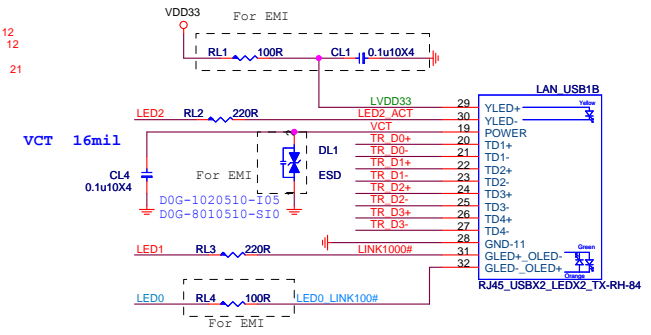 VDD33
For EMI
12
12
21
RL1 100R CL1 0.1u10X4
LAN_USB1B
LVDD33 29 YLED+ Yellow
LED2 RL2 220R LED2_ACT 30 YLED-
VCT 19 POWER
VCT 16mil
TR_D0+ 20 TD1+
TR_D0- 21 TD1-
TR_D1+ 22 TD2+
TR_D1- 23 TD2-
TR_D2+ 24 TD3+
TR_D2- 25 TD3-
TR_D3+ 26 TD4+
TR_D3- 27 TD4-
DL1
For EMI ESD
CL4
0.1u10X4
D0G-1020510-I05
D0G-8010510-SI0
28 GND-11
LED1 RL3 220R LINK1000# 31 GLED+_OLED- Green
32 GLED-_OLED+
Orange
RJ45_USBX2_LEDX2_TX-RH-84
LED0 RL4 100R LED0_LINK100#
For EMI